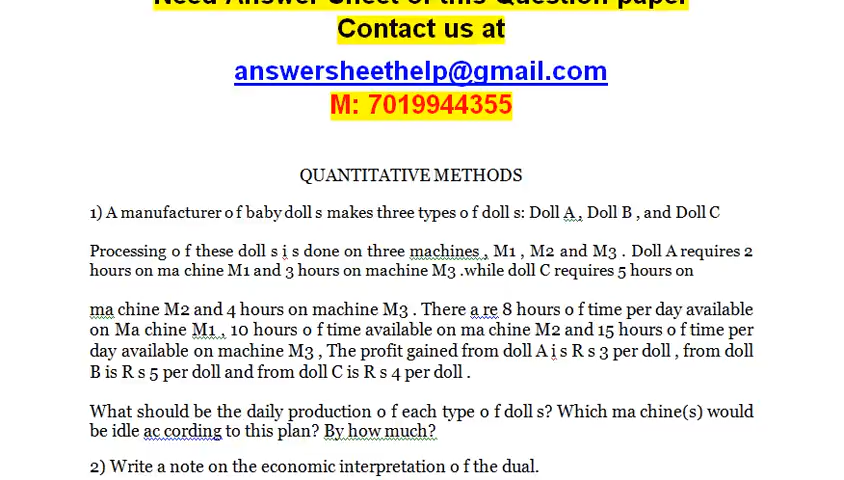 Need Answer Sheet of this Question paper
Contact us at
answersheethelp@gmail.com
M: 7019944355
QUANTITATIVE METHODS
1) A manufacturer o f baby doll s makes three types o f doll s: Doll A , Doll B , and Doll C
Processing o f these doll s i s done on three machines , M1 , M2 and M3 . Doll A requires 2
hours on ma chine M1 and 3 hours on machine M3 .while doll C requires 5 hours on
ma chine M2 and 4 hours on machine M3 . There a re 8 hours o f time per day available
on Ma chine M1 , 10 hours o f time available on ma chine M2 and 15 hours o f time per
day available on machine M3 , The profit gained from doll A i s R s 3 per doll , from doll
B is R s 5 per doll and from doll C is R s 4 per doll .
What should be the daily production o f each type o f doll s? Which ma chine(s) would
be idle ac cording to this plan? By how much?
2) Write a note on the economic interpretation o f the dual.